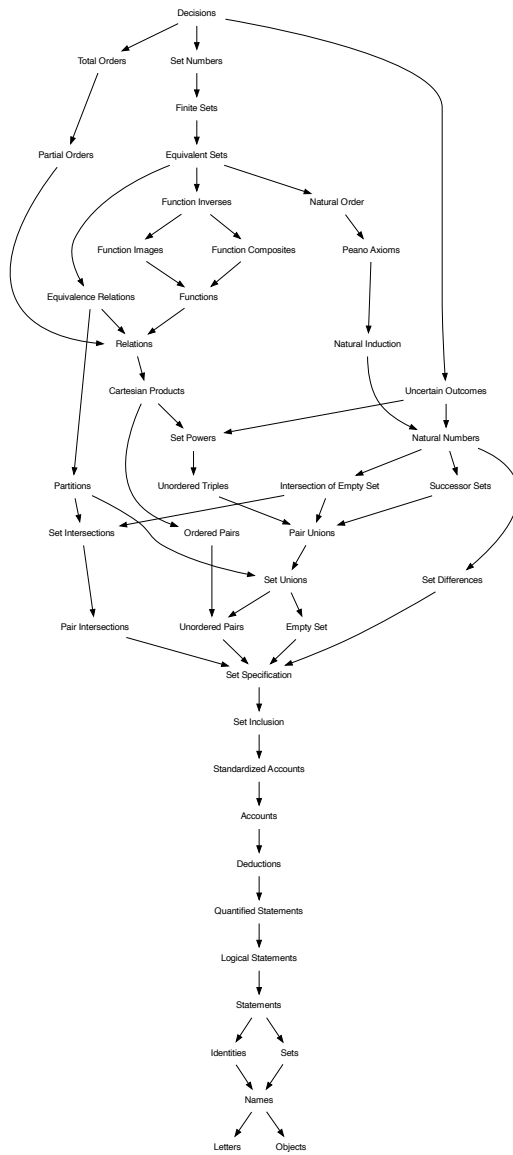 Decisions
Total Orders
Set Numbers
Finite Sets
Partial Orders
Equivalent Sets
Function Inverses
Natural Order
Function Images
Function Composites
Peano Axioms
Equivalence Relations
Functions
Relations
Natural Induction
Cartesian Products
Uncertain Outcomes
Set Powers
Natural Numbers
Partitions
Unordered Triples
Intersection of Empty Set
Successor Sets
Set Intersections
Ordered Pairs
Pair Unions
Set Unions
Set Differences
Pair Intersections
Unordered Pairs
Empty Set
Set Specification
Set Inclusion
Standardized Accounts
Accounts
Deductions
Quantified Statements
Logical Statements
Statements
Identities
Sets
Names
Letters
Objects